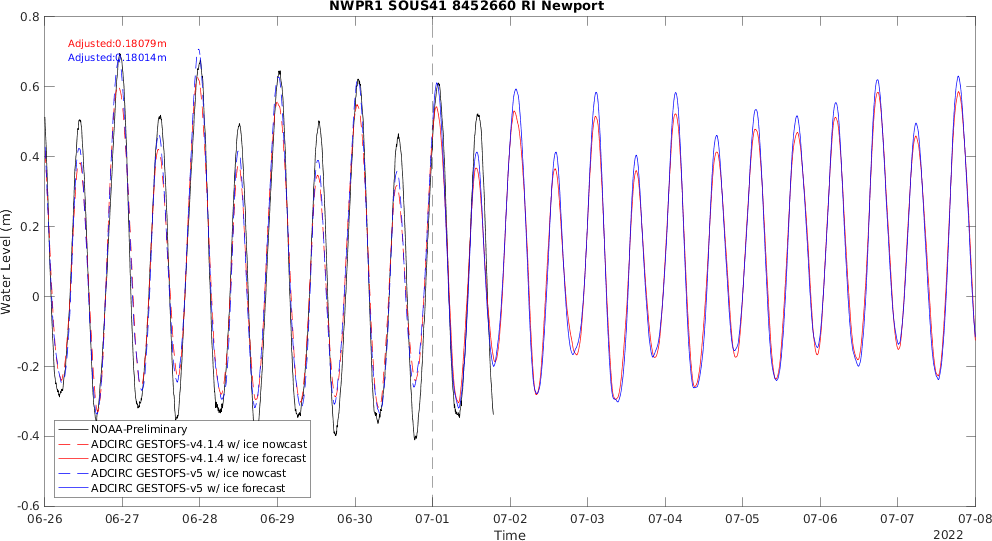 NWPR1 SOUS41 8452660 RI Newport
Adjusted:0.18079m
Adjusted:0.18014m
Water Level (m)
0.8
0.6
0.4
0.2
0
-0.2
-0.4
-0.6
NOAA-Preliminary
ADCIRC GESTOFS-v4.1.4 w/ ice nowcast
ADCIRC GESTOFS-v4.1.4 w/ ice forecast
ADCIRC GESTOFS-v5 w/ ice nowcast
ADCIRC GESTOFS-v5 w/ ice forecast
06-26 06-27 06-28 06-29 06-30 07-01 07-02 07-03 07-04 07-05 07-06 07-07 07-08
Time
2022